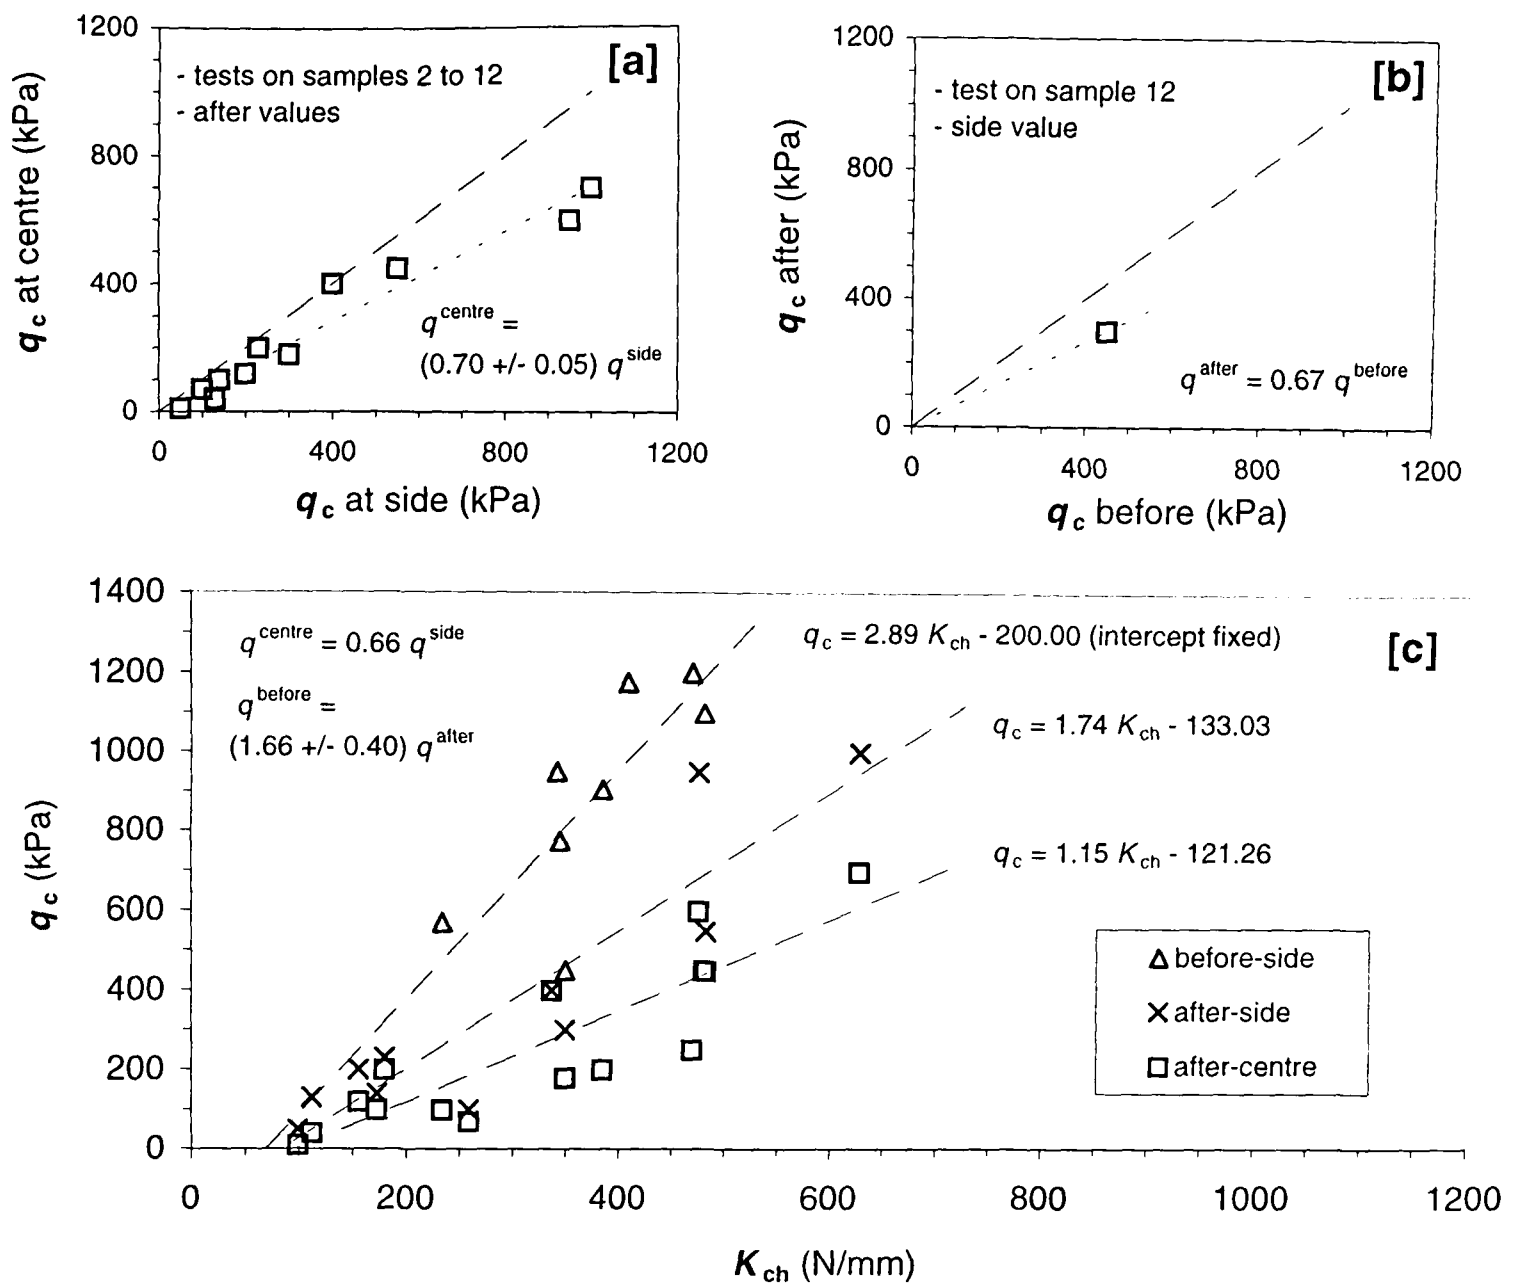 [a]
- tests on samples 2 to 12
- after values
q_c at centre (kPa)
1200
800
400
0
q^centre =
(0.70 +/- 0.05) q^side
0 400 800 1200
q_c at side (kPa)
[b]
- test on sample 12
- side value
q_c after (kPa)
1200
800
400
0
q^after = 0.67 q^before
0 400 800 1200
q_c before (kPa)
[c]
q^centre = 0.66 q^side
q^before =
(1.66 +/- 0.40) q^after
q_c = 2.89 K_ch - 200.00 (intercept fixed)
q_c = 1.74 K_ch - 133.03
q_c = 1.15 K_ch - 121.26
q_c (kPa)
1400
1200
1000
800
600
400
200
0
before-side
after-side
after-centre
0 200 400 600 800 1000 1200
K_ch (N/mm)